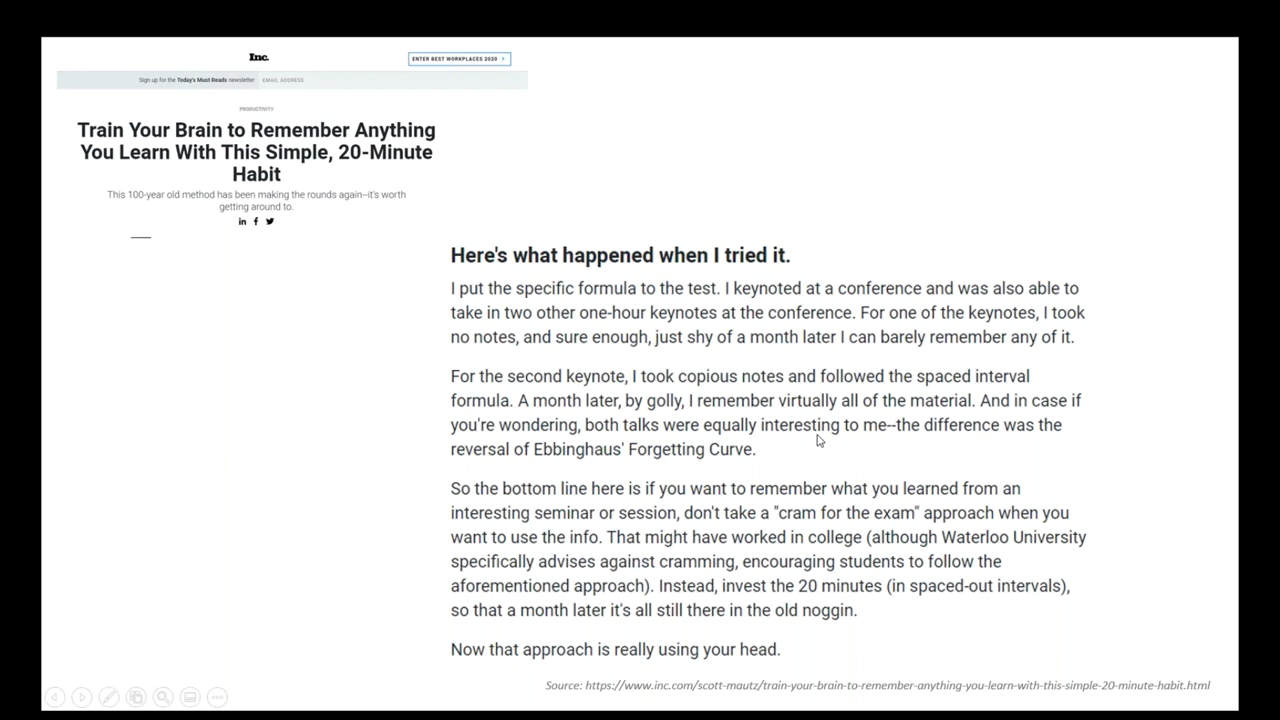 Inc.
ENTER BEST WORKPLACES 2020 >
Sign up for the Today's Must Reads newsletter EMAIL ADDRESS
PRODUCTIVITY
Train Your Brain to Remember Anything
You Learn With This Simple, 20-Minute
Habit
This 100-year old method has been making the rounds again--it's worth
getting around to.
Here's what happened when I tried it.
I put the specific formula to the test. I keynoted at a conference and was also able to
take in two other one-hour keynotes at the conference. For one of the keynotes, I took
no notes, and sure enough, just shy of a month later I can barely remember any of it.
For the second keynote, I took copious notes and followed the spaced interval
formula. A month later, by golly, I remember virtually all of the material. And in case if
you're wondering, both talks were equally interesting to me--the difference was the
reversal of Ebbinghaus' Forgetting Curve.
So the bottom line here is if you want to remember what you learned from an
interesting seminar or session, don't take a "cram for the exam" approach when you
want to use the info. That might have worked in college (although Waterloo University
specifically advises against cramming, encouraging students to follow the
aforementioned approach). Instead, invest the 20 minutes (in spaced-out intervals),
so that a month later it's all still there in the old noggin.
Now that approach is really using your head.
Source: https://www.inc.com/scott-mautz/train-your-brain-to-remember-anything-you-learn-with-this-simple-20-minute-habit.html